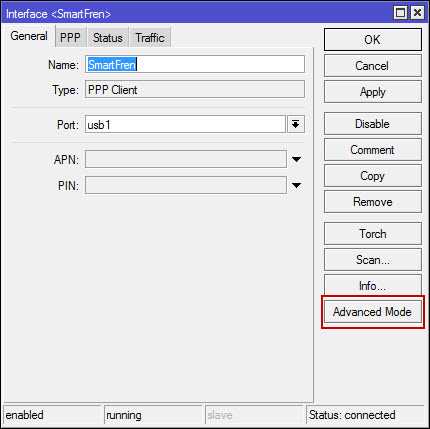 Interface <SmartFren>
General PPP Status Traffic
Name: SmartFren
Type: PPP Client
Port: usb1
APN:
PIN:
OK
Cancel
Apply
Disable
Comment
Copy
Remove
Torch
Scan...
Info...
Advanced Mode
enabled running slave Status: connected